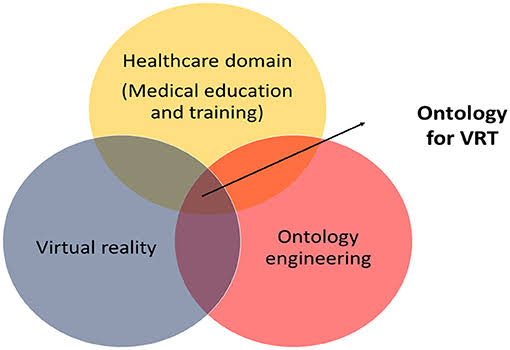 Healthcare domain
(Medical education
and training)
Ontology
for VRT
Virtual reality
Ontology
engineering